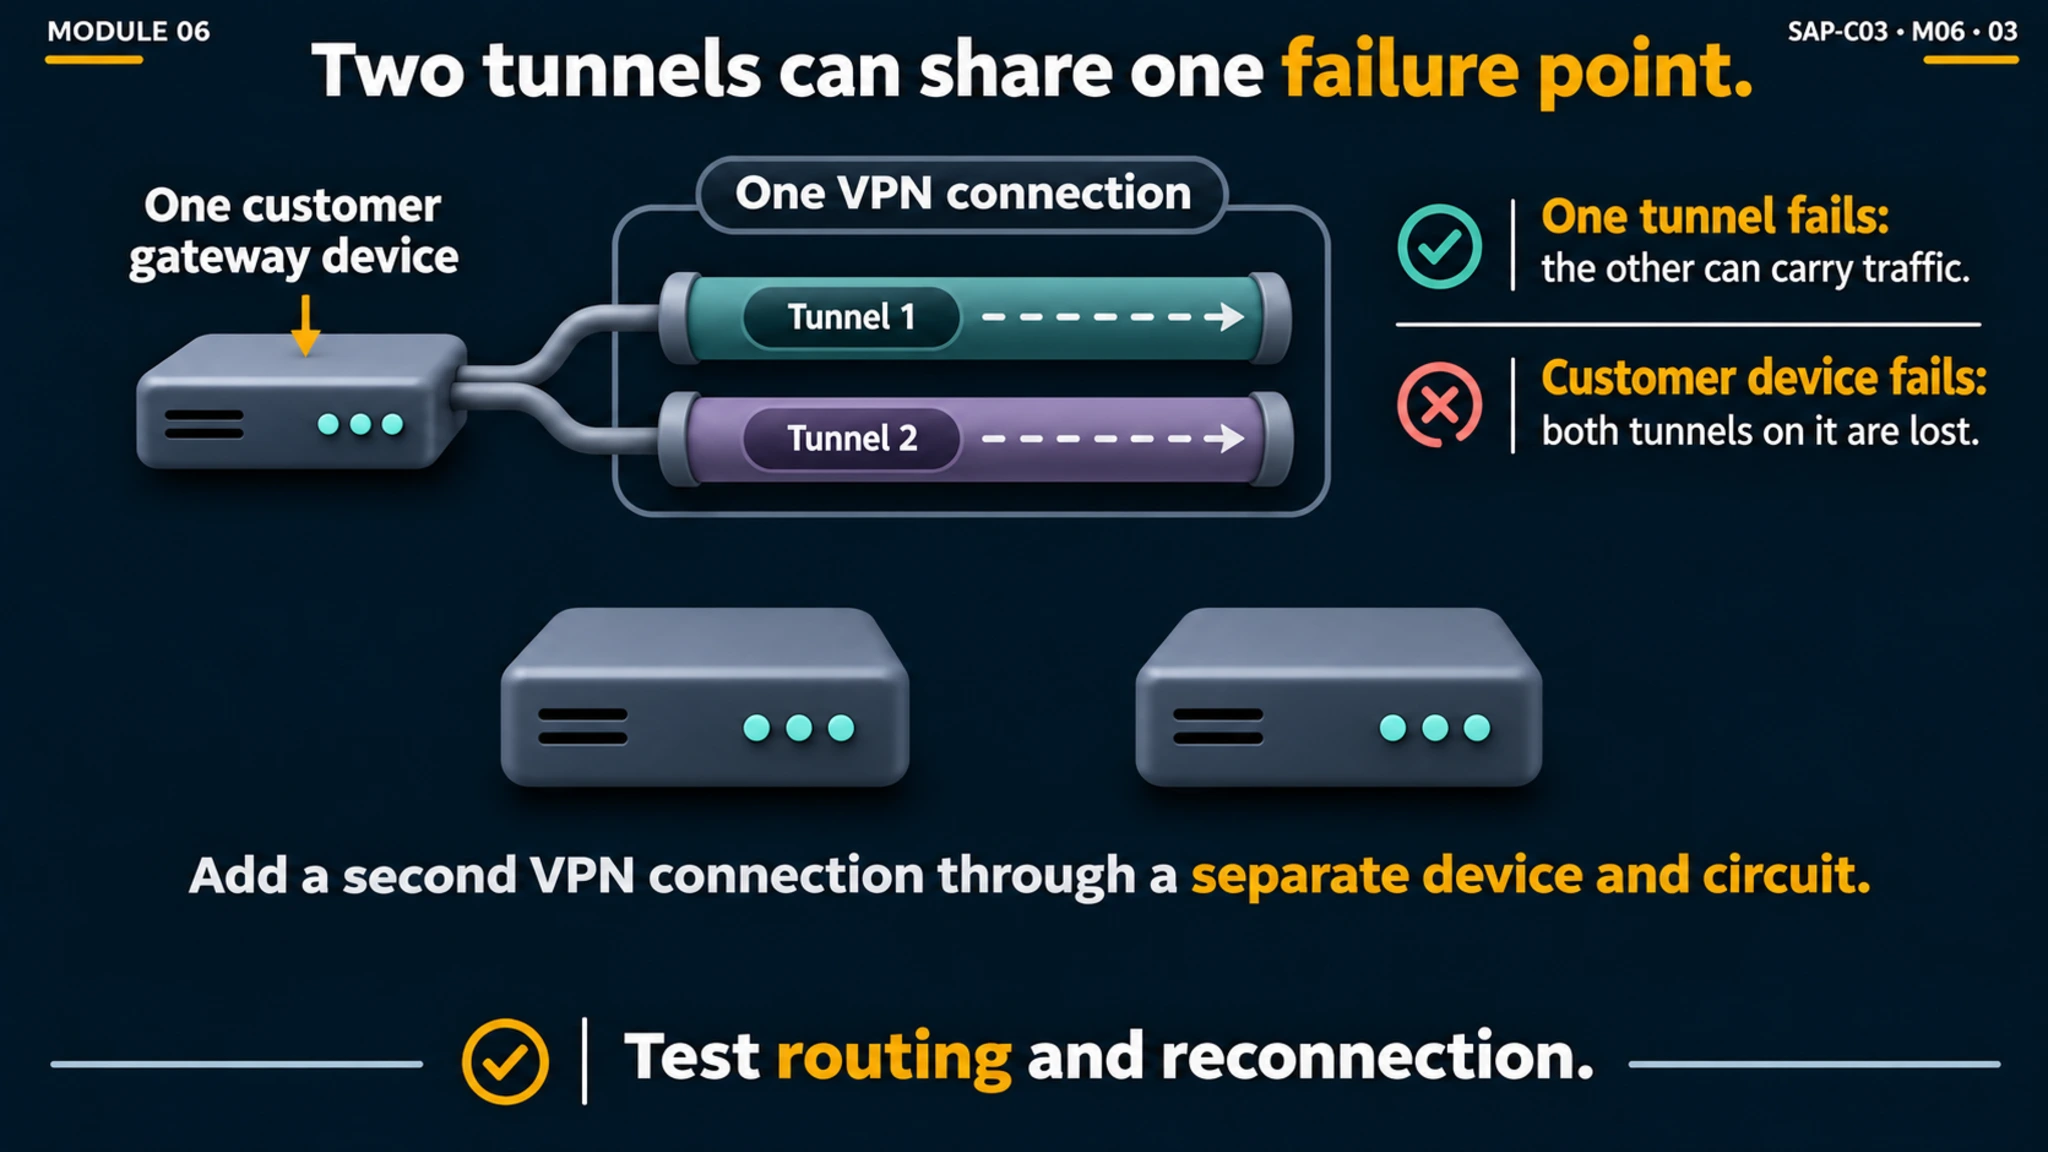 MODULE 06
SAP-C03 • M06 • 03
Two tunnels can share one failure point.
One customer
gateway device
One VPN connection
Tunnel 1
Tunnel 2
One tunnel fails:
the other can carry traffic.
Customer device fails:
both tunnels on it are lost.
Add a second VPN connection through a separate device and circuit.
Test routing and reconnection.